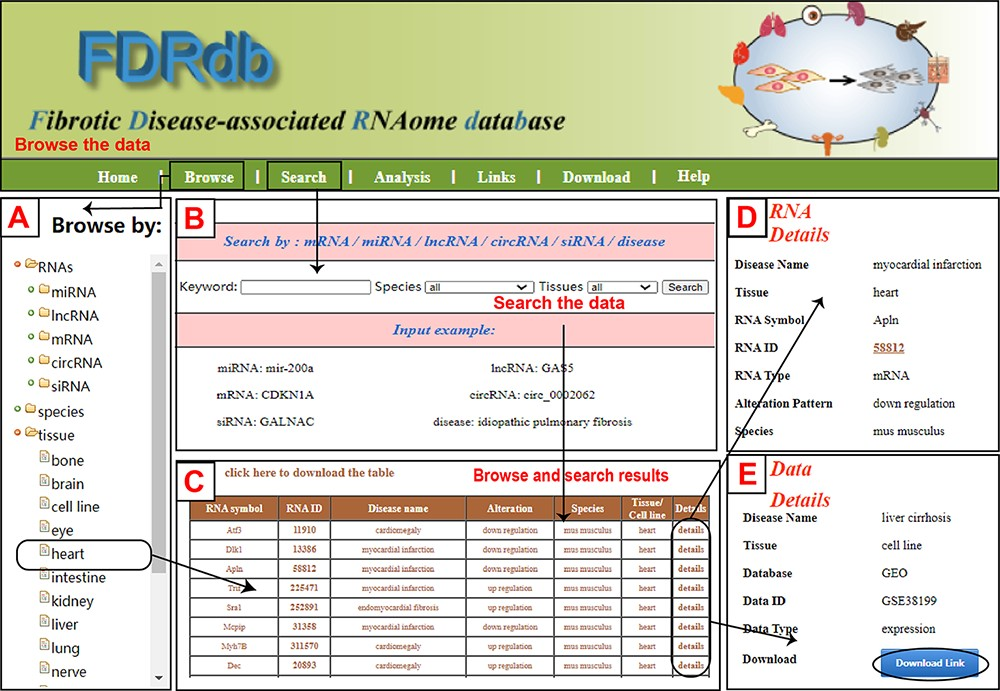 FDRdb
Fibrotic Disease-associated RNAome database
Browse the data
Home | Browse | Search | Analysis | Links | Download | Help
A
Browse by:
RNAs
miRNA
lncRNA
mRNA
circRNA
siRNA
species
tissue
bone
brain
cell line
eye
heart
intestine
kidney
liver
lung
nerve
B
Search by : mRNA / miRNA / lncRNA / circRNA / siRNA / disease
Keyword: Species all Tissues all Search
Search the data
Input example:
miRNA: mir-200a lncRNA: GAS5
mRNA: CDKN1A circRNA: circ_0002062
siRNA: GALNAC disease: idiopathic pulmonary fibrosis
C
click here to download the table
Browse and search results
RNA symbol RNA ID Disease name Alteration Species Tissue/ Cell line Details
Atf3 11910 cardiomegaly down regulation mus musculus heart details
Dlk1 13386 myocardial infarction down regulation mus musculus heart details
Apln 58812 myocardial infarction down regulation mus musculus heart details
225471 myocardial infarction up regulation mus musculus heart details
Sra1 252891 endomyocardial fibrosis up regulation mus musculus heart details
Mcpip 31358 myocardial infarction down regulation mus musculus heart details
Myh7B 311570 cardiomegaly up regulation mus musculus heart details
Dec 20893 cardiomegaly up regulation mus musculus heart details
D
RNA
Details
Disease Name myocardial infarction
Tissue heart
RNA Symbol Apln
RNA ID 58812
RNA Type mRNA
Alteration Pattern down regulation
Species mus musculus
E
Data
Details
Disease Name liver cirrhosis
Tissue cell line
Database GEO
Data ID GSE38199
Data Type expression
Download Download Link